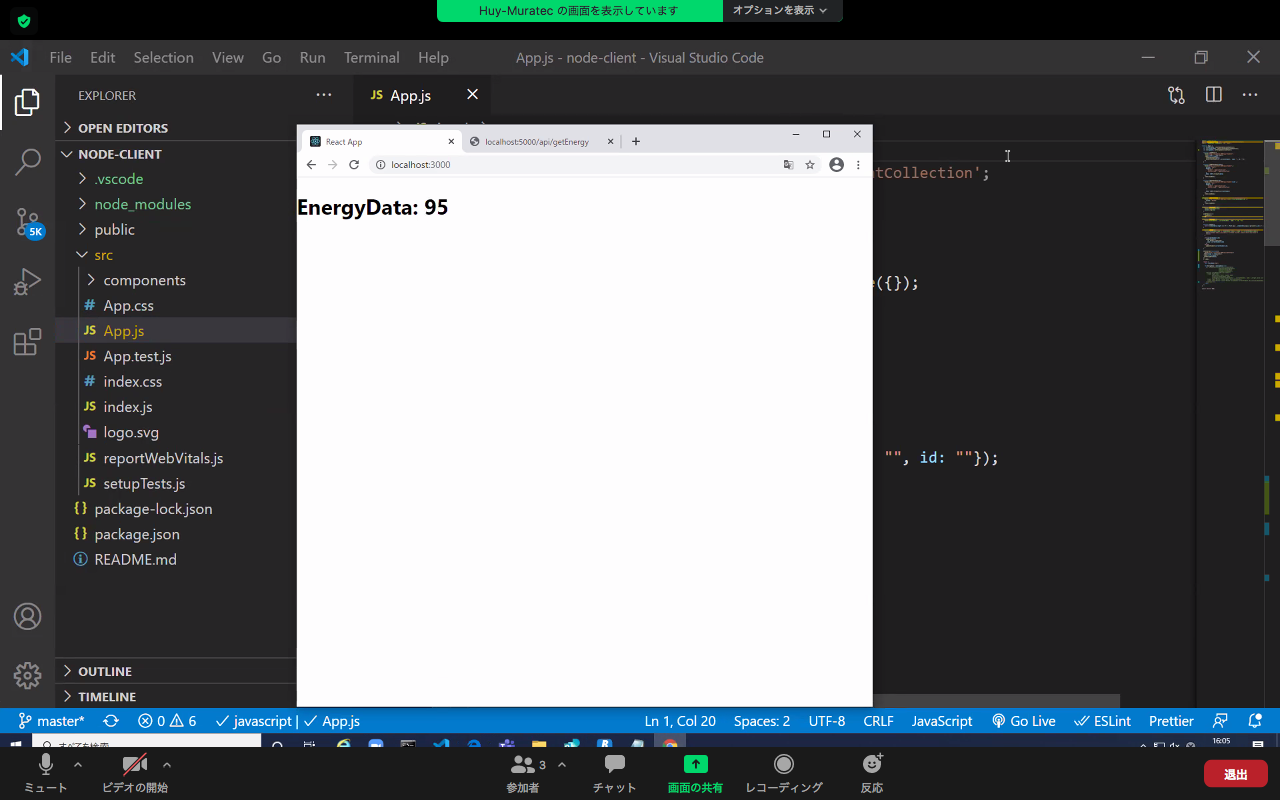 Huy-Muratec の画面を表示しています
オプションを表示
File Edit Selection View Go Run Terminal Help
App.js - node-client - Visual Studio Code
EXPLORER
JS App.js
OPEN EDITORS
NODE-CLIENT
.vscode
node_modules
public
src
components
# App.css
JS App.js
JS App.test.js
# index.css
JS index.js
logo.svg
JS reportWebVitals.js
JS setupTests.js
{} package-lock.json
{} package.json
README.md
OUTLINE
TIMELINE
5K
React App
localhost:5000/api/getEnergy
localhost:3000
EnergyData: 95
ntCollection';
({});
"", id: ""});
master* 0 6 javascript | App.js
Ln 1, Col 20 Spaces: 2 UTF-8 CRLF JavaScript Go Live ESLint Prettier
16:05
ミュート
ビデオの開始
3
参加者
チャット
画面の共有
レコーディング
反応
退出